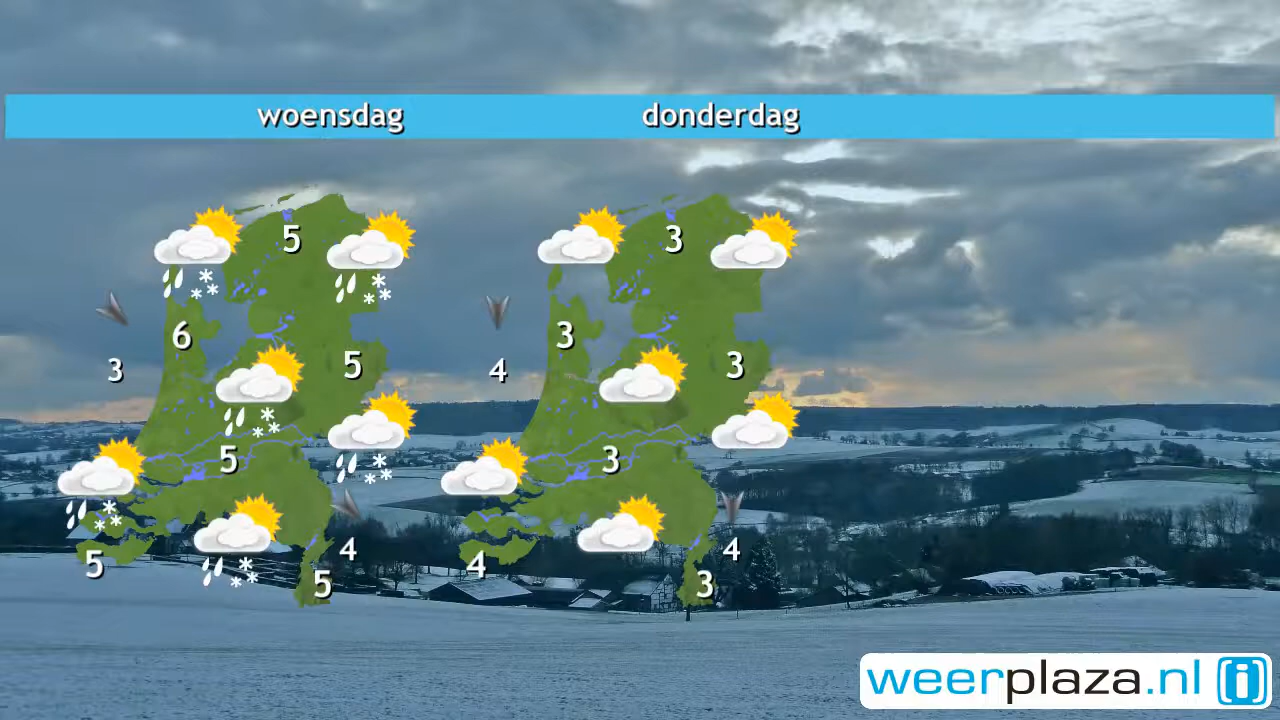 woensdag donderdag
5 3
6 3
3 5 4 3
5 3
4 4
5 5 4 3
weerplaza.nl i